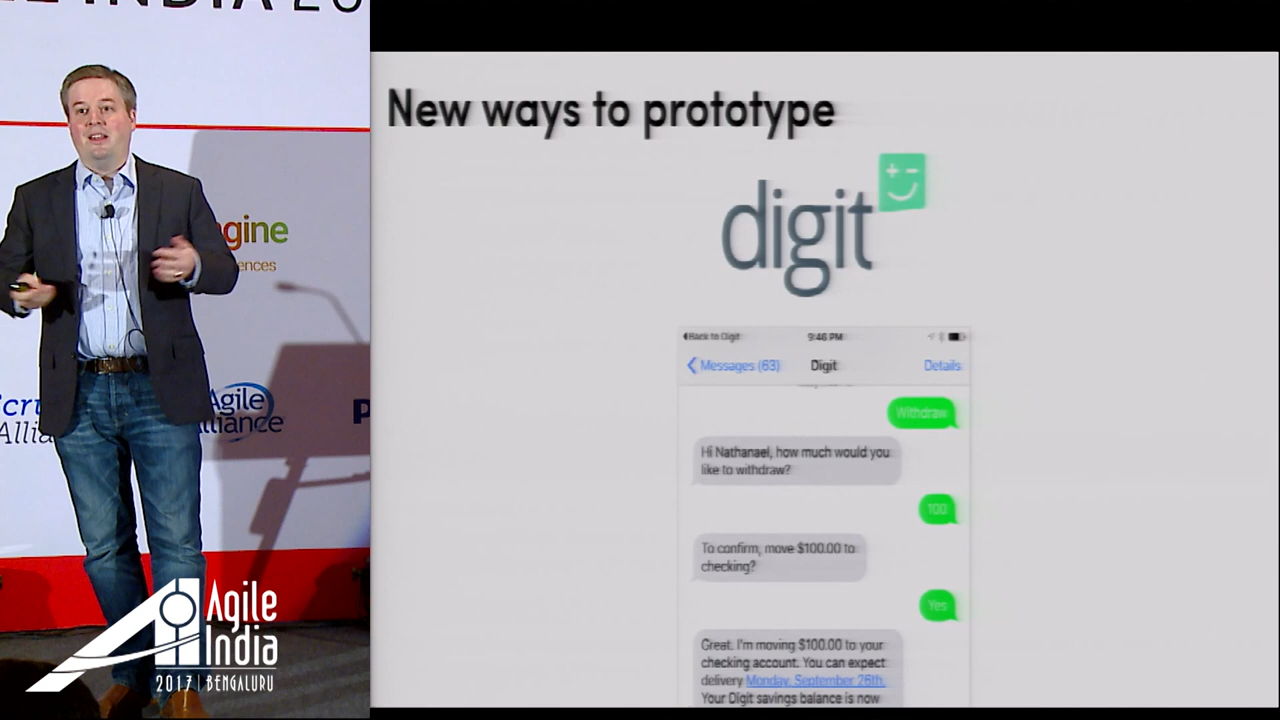 INDIA 20
gine
ences
Agile
Alliance
P
Agile
India
2017 | BENGALURU
New ways to prototype
digit
Back to Digit
9:46 PM
Messages (63)
Digit
Details
Withdraw
Hi Nathanael, how much would you
like to withdraw?
100
To confirm, move $100.00 to
checking?
Yes
Great. I'm moving $100.00 to your
checking account. You can expect
delivery Monday, September 26th.
Your Digit savings balance is now